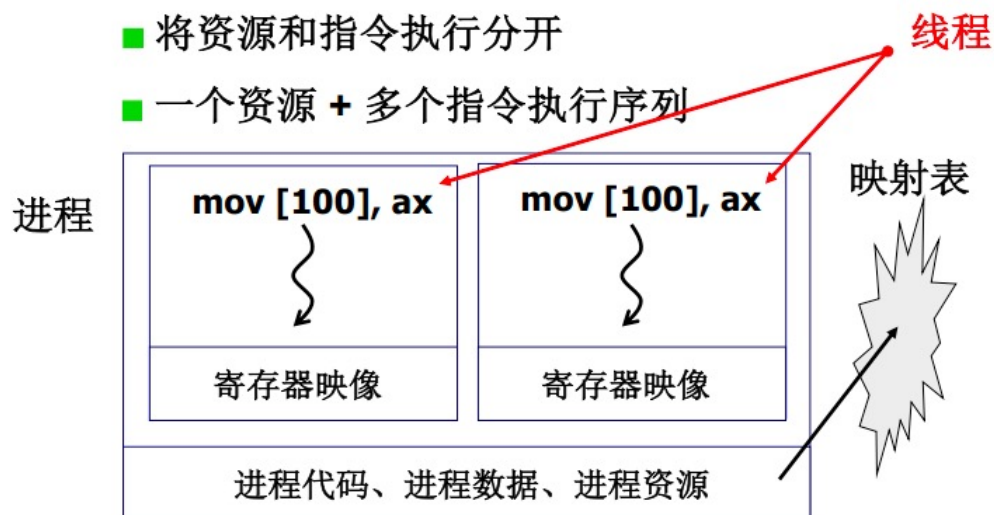 将资源和指令执行分开
线程
一个资源 + 多个指令执行序列
进程
mov [100], ax
mov [100], ax
映射表
寄存器映像
寄存器映像
进程代码、进程数据、进程资源